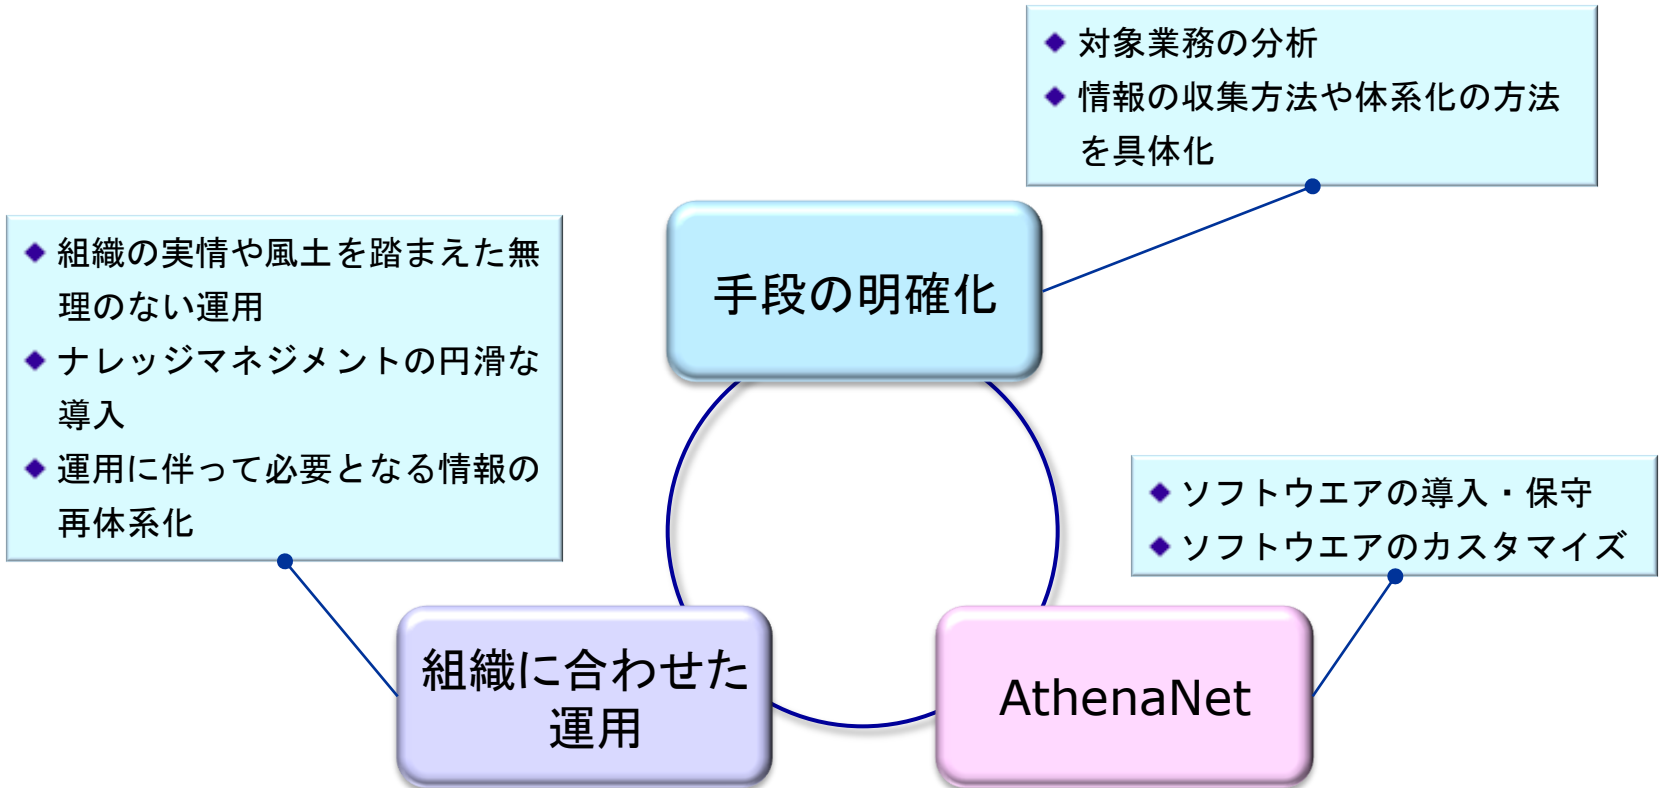 対象業務の分析
情報の収集方法や体系化の方法
を具体化
手段の明確化
組織の実情や風土を踏まえた無
理のない運用
ナレッジマネジメントの円滑な
導入
運用に伴って必要となる情報の
再体系化
ソフトウエアの導入・保守
ソフトウエアのカスタマイズ
組織に合わせた
運用
AthenaNet